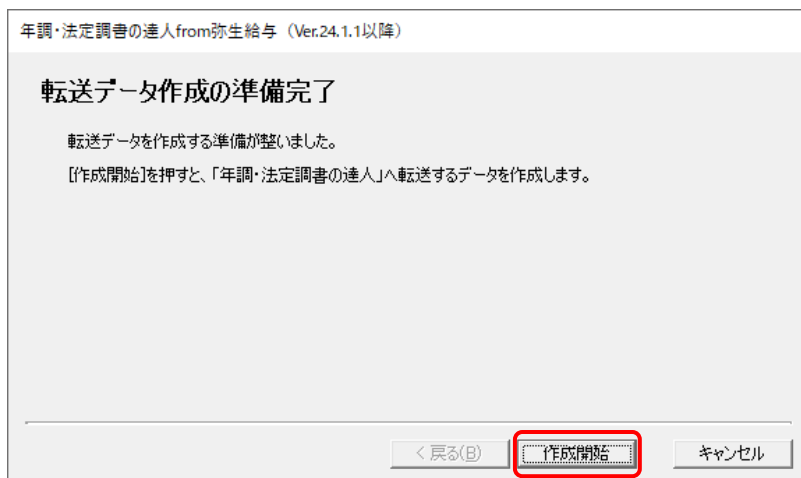 年調・法定調書の達人from弥生給与（Ver.24.1.1以降）
転送データ作成の準備完了
転送データを作成する準備が整いました。
[作成開始]を押すと、「年調・法定調書の達人」へ転送するデータを作成します。
< 戻る(B) 作成開始 キャンセル